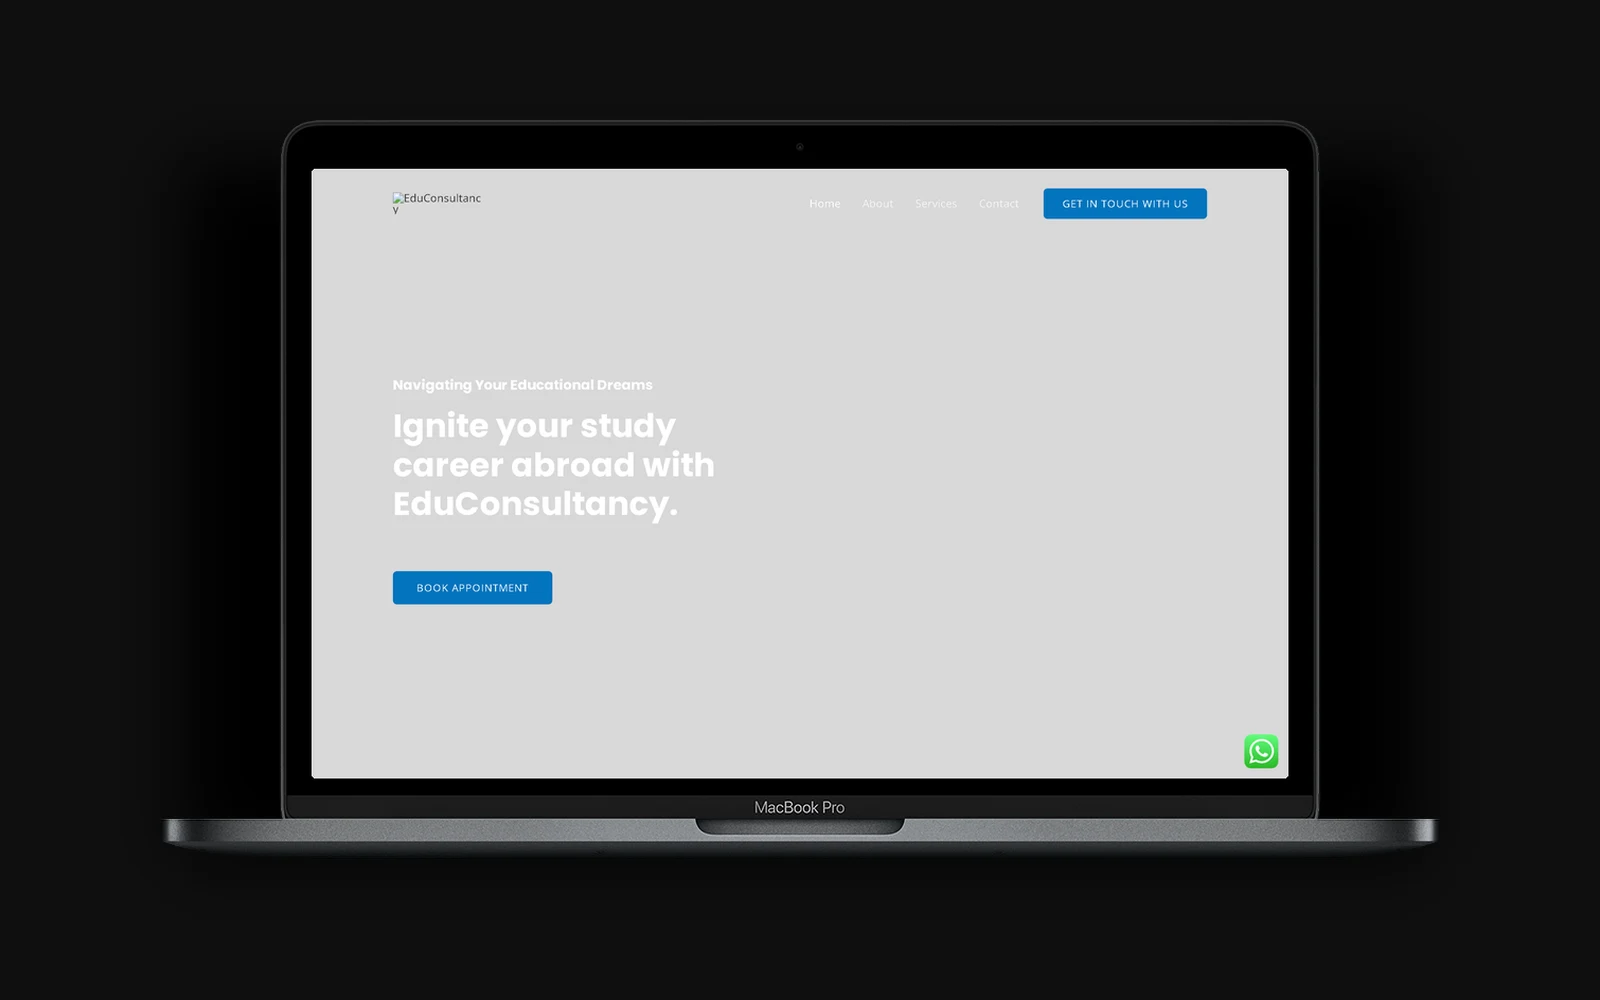 EduConsultanc
y
Home About Services Contact GET IN TOUCH WITH US
Navigating Your Educational Dreams
Ignite your study
career abroad with
EduConsultancy.
BOOK APPOINTMENT
MacBook Pro